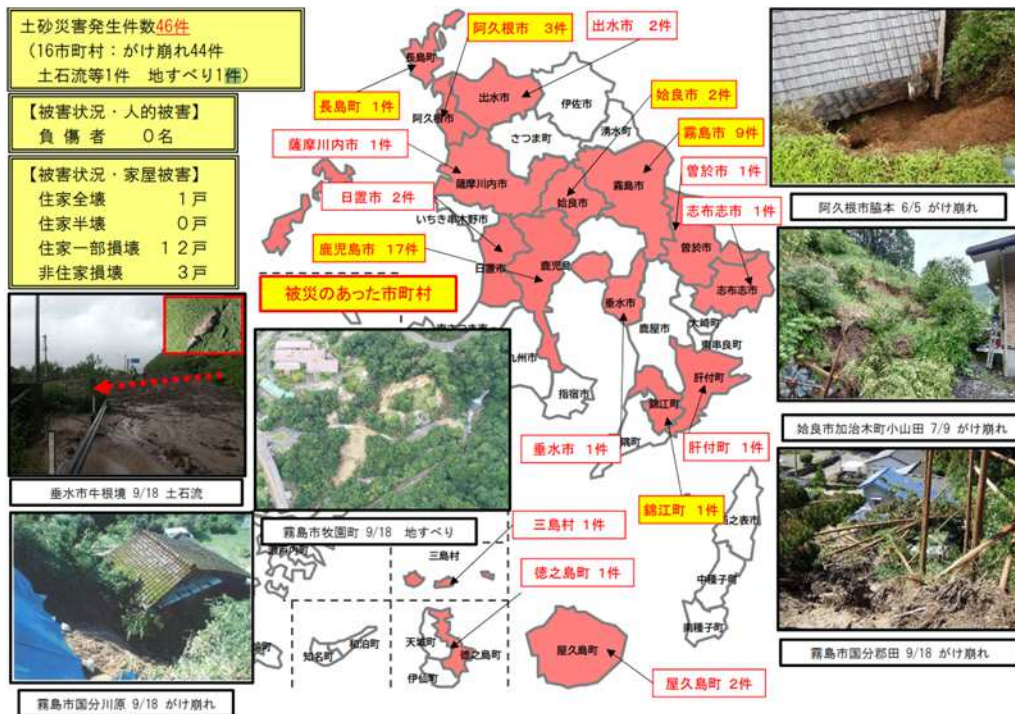 土砂災害発生件数46件
(16市町村:がけ崩れ44件
土石流等1件 地すべり1件)
【被害状況・人的被害】
負傷者 0名
【被害状況・家屋被害】
住家全壊 1戸
住家半壊 0戸
住家一部損壊 12戸
非住家損壊 3戸
阿久根市 3件
出水市 2件
長島町
長島町 1件
出水市
阿久根市
伊佐市
さつま町
湧水町
姶良市 2件
霧島市 9件
薩摩川内市 1件
薩摩川内市
姶良市
霧島市
曽於市 1件
日置市 2件
いちき串木野市
志布志市 1件
鹿児島市 17件
日置市
鹿児島
曽於市
志布志市
垂水市
被災のあった市町村
鹿屋市
大崎町
東串良町
九州市
指宿市
肝付町
錦江町
垂水市 1件
隅町
肝付町 1件
錦江町 1件
阿久根市脇本 6/5 がけ崩れ
姶良市加治木町小山田 7/9 がけ崩れ
霧島市国分郡田 9/18 がけ崩れ
垂水市牛根境 9/18 土石流
霧島市牧園町 9/18 地すべり
霧島市国分川原 9/18 がけ崩れ
三島村 1件
三島村
徳之島町 1件
之表市
中種子町
南種子町
天城町
徳之島町
伊仙町
知名町
和泊町
屋久島町
屋久島町 2件